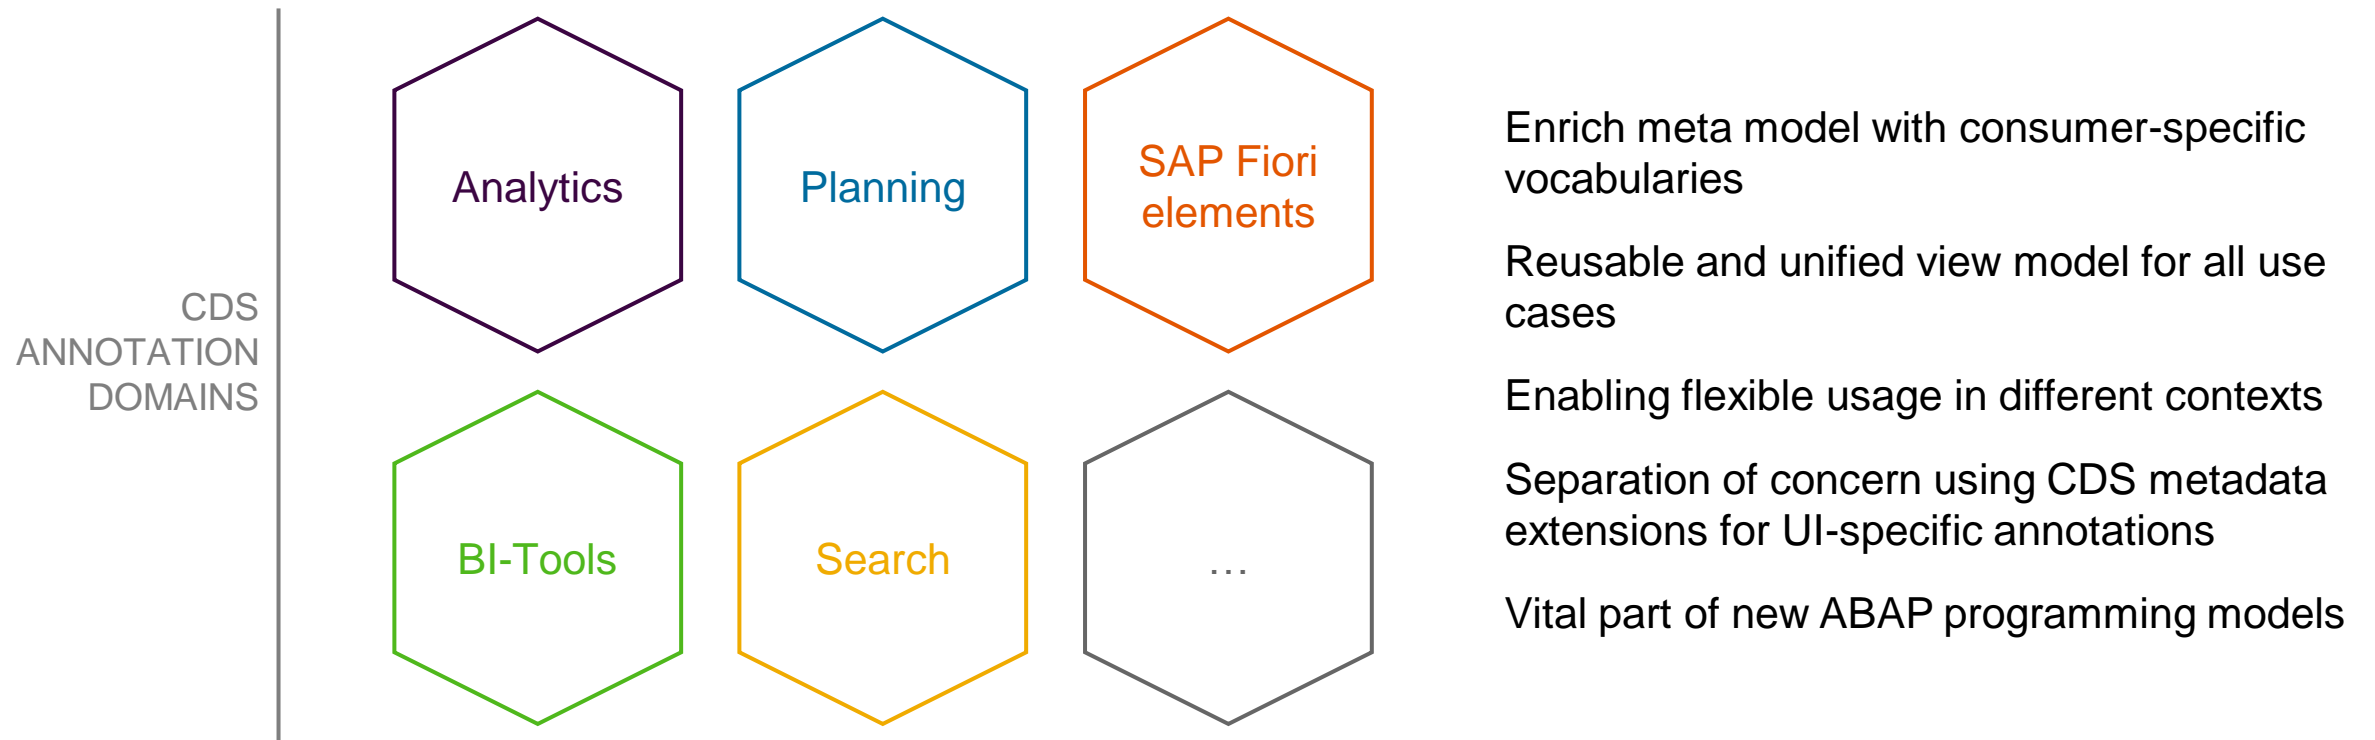 CDS
ANNOTATION
DOMAINS
Analytics
Planning
SAP Fiori
elements
BI-Tools
Search
…
Enrich meta model with consumer-specific
vocabularies
Reusable and unified view model for all use
cases
Enabling flexible usage in different contexts
Separation of concern using CDS metadata
extensions for UI-specific annotations
Vital part of new ABAP programming models